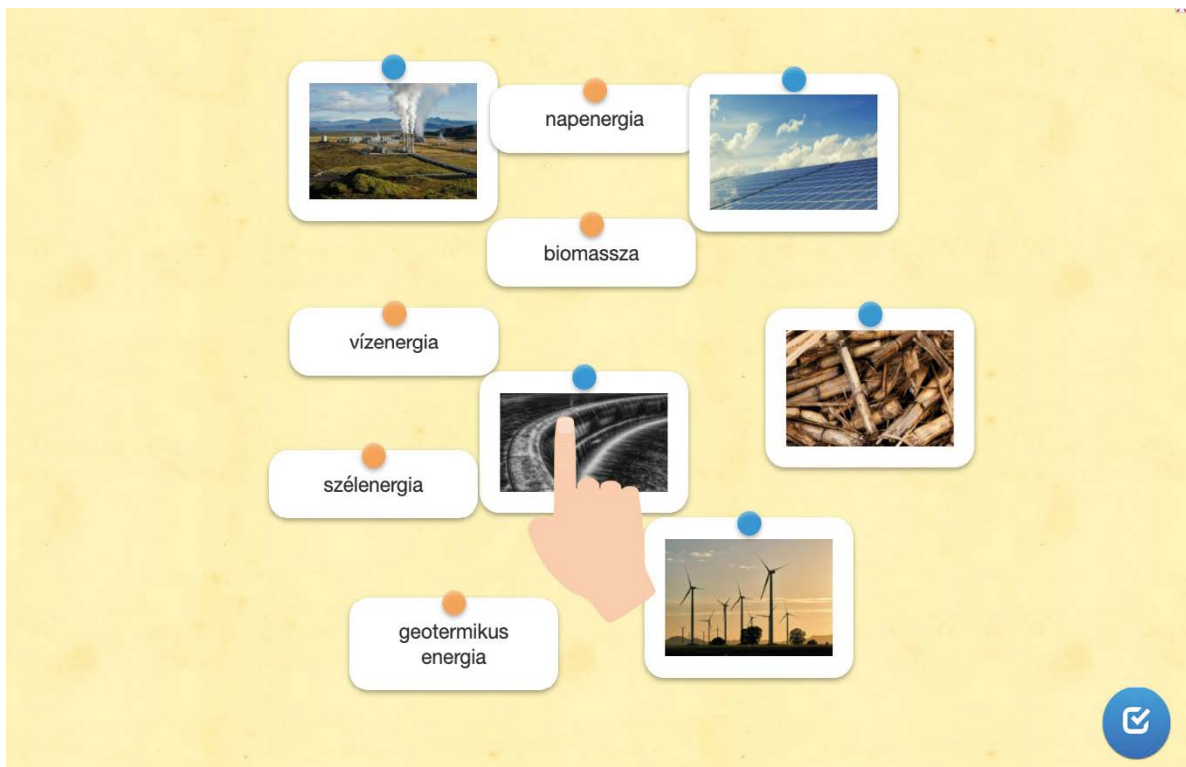 napenergia
biomassza
vízenergia
szélenergia
geotermikus
energia